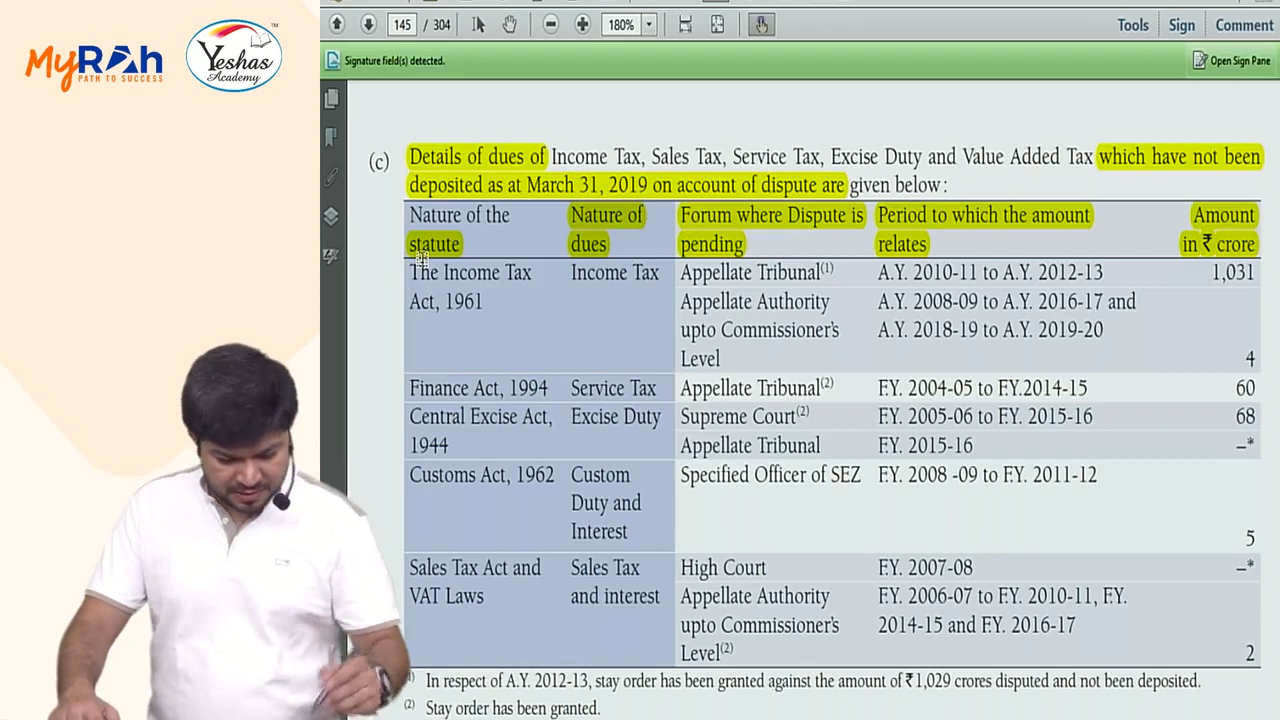 MyRAh
PATH TO SUCCESS
Yeshas
Academy
TM
145 / 304
180%
Tools
Sign
Comment
Signature field(s) detected.
Open Sign Pane
(c) Details of dues of Income Tax, Sales Tax, Service Tax, Excise Duty and Value Added Tax which have not been
deposited as at March 31, 2019 on account of dispute are given below:
Nature of the Nature of Forum where Dispute is Period to which the amount Amount
statute dues pending relates in ₹ crore
The Income Tax Income Tax Appellate Tribunal(1) A.Y. 2010-11 to A.Y. 2012-13 1,031
Act, 1961 Appellate Authority A.Y. 2008-09 to A.Y. 2016-17 and
upto Commissioner's A.Y. 2018-19 to A.Y. 2019-20
Level 4
Finance Act, 1994 Service Tax Appellate Tribunal(2) F.Y. 2004-05 to F.Y.2014-15 60
Central Excise Act, Excise Duty Supreme Court(2) F.Y. 2005-06 to F.Y. 2015-16 68
1944 Appellate Tribunal F.Y. 2015-16 –*
Customs Act, 1962 Custom Specified Officer of SEZ F.Y. 2008 -09 to F.Y. 2011-12
Duty and
Interest 5
Sales Tax Act and Sales Tax High Court F.Y. 2007-08 –*
VAT Laws and interest Appellate Authority F.Y. 2006-07 to F.Y. 2010-11, F.Y.
upto Commissioner's 2014-15 and F.Y. 2016-17
Level(2) 2
(1) In respect of A.Y. 2012-13, stay order has been granted against the amount of ₹1,029 crores disputed and not been deposited.
(2) Stay order has been granted.